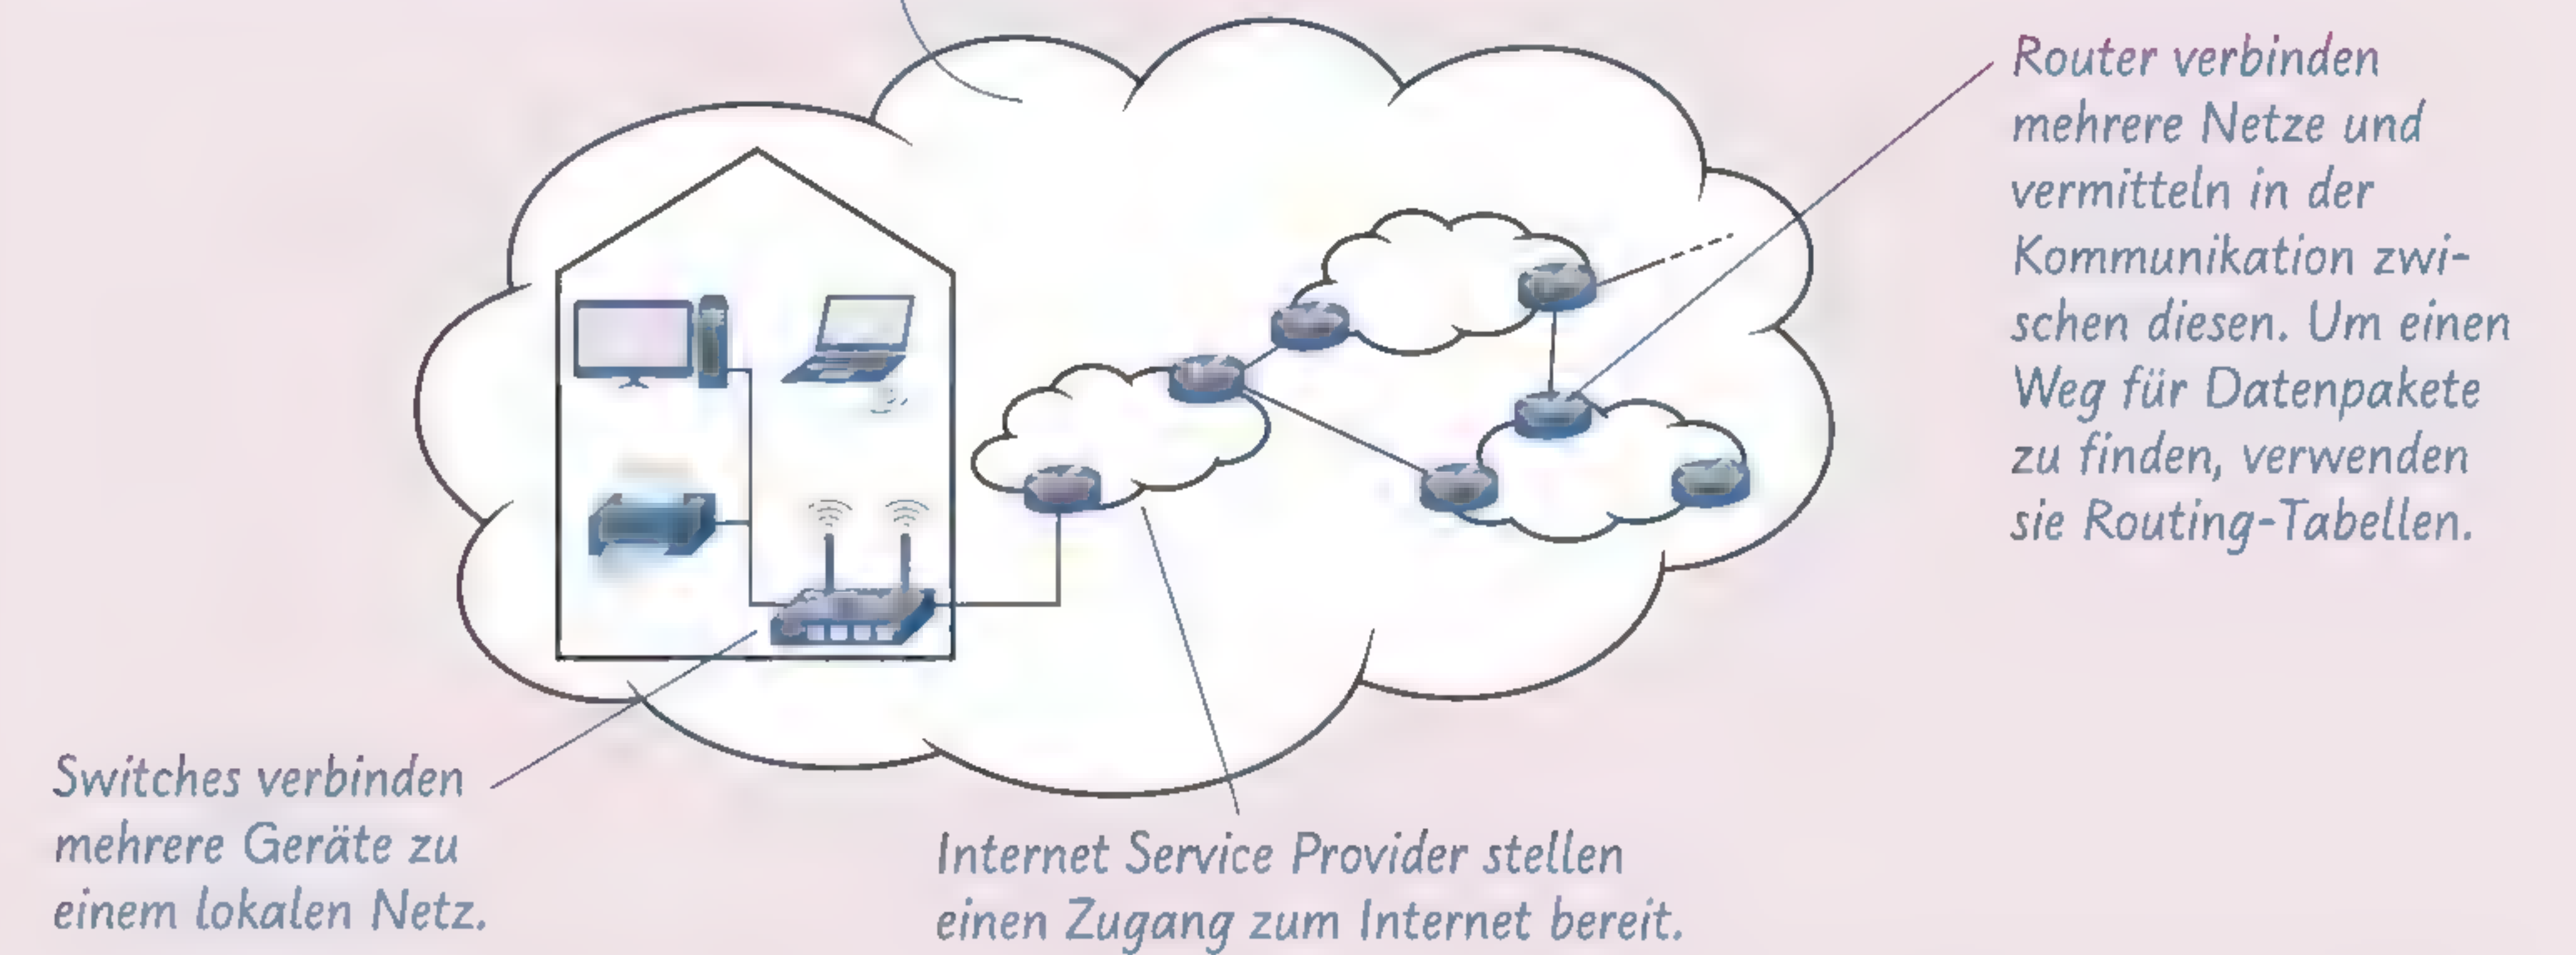 Router verbinden
mehrere Netze und
vermitteln in der
Kommunikation zwi-
schen diesen. Um einen
Weg für Datenpakete
zu finden, verwenden
sie Routing-Tabellen.
Switches verbinden
mehrere Geräte zu
einem lokalen Netz.
Internet Service Provider stellen
einen Zugang zum Internet bereit.